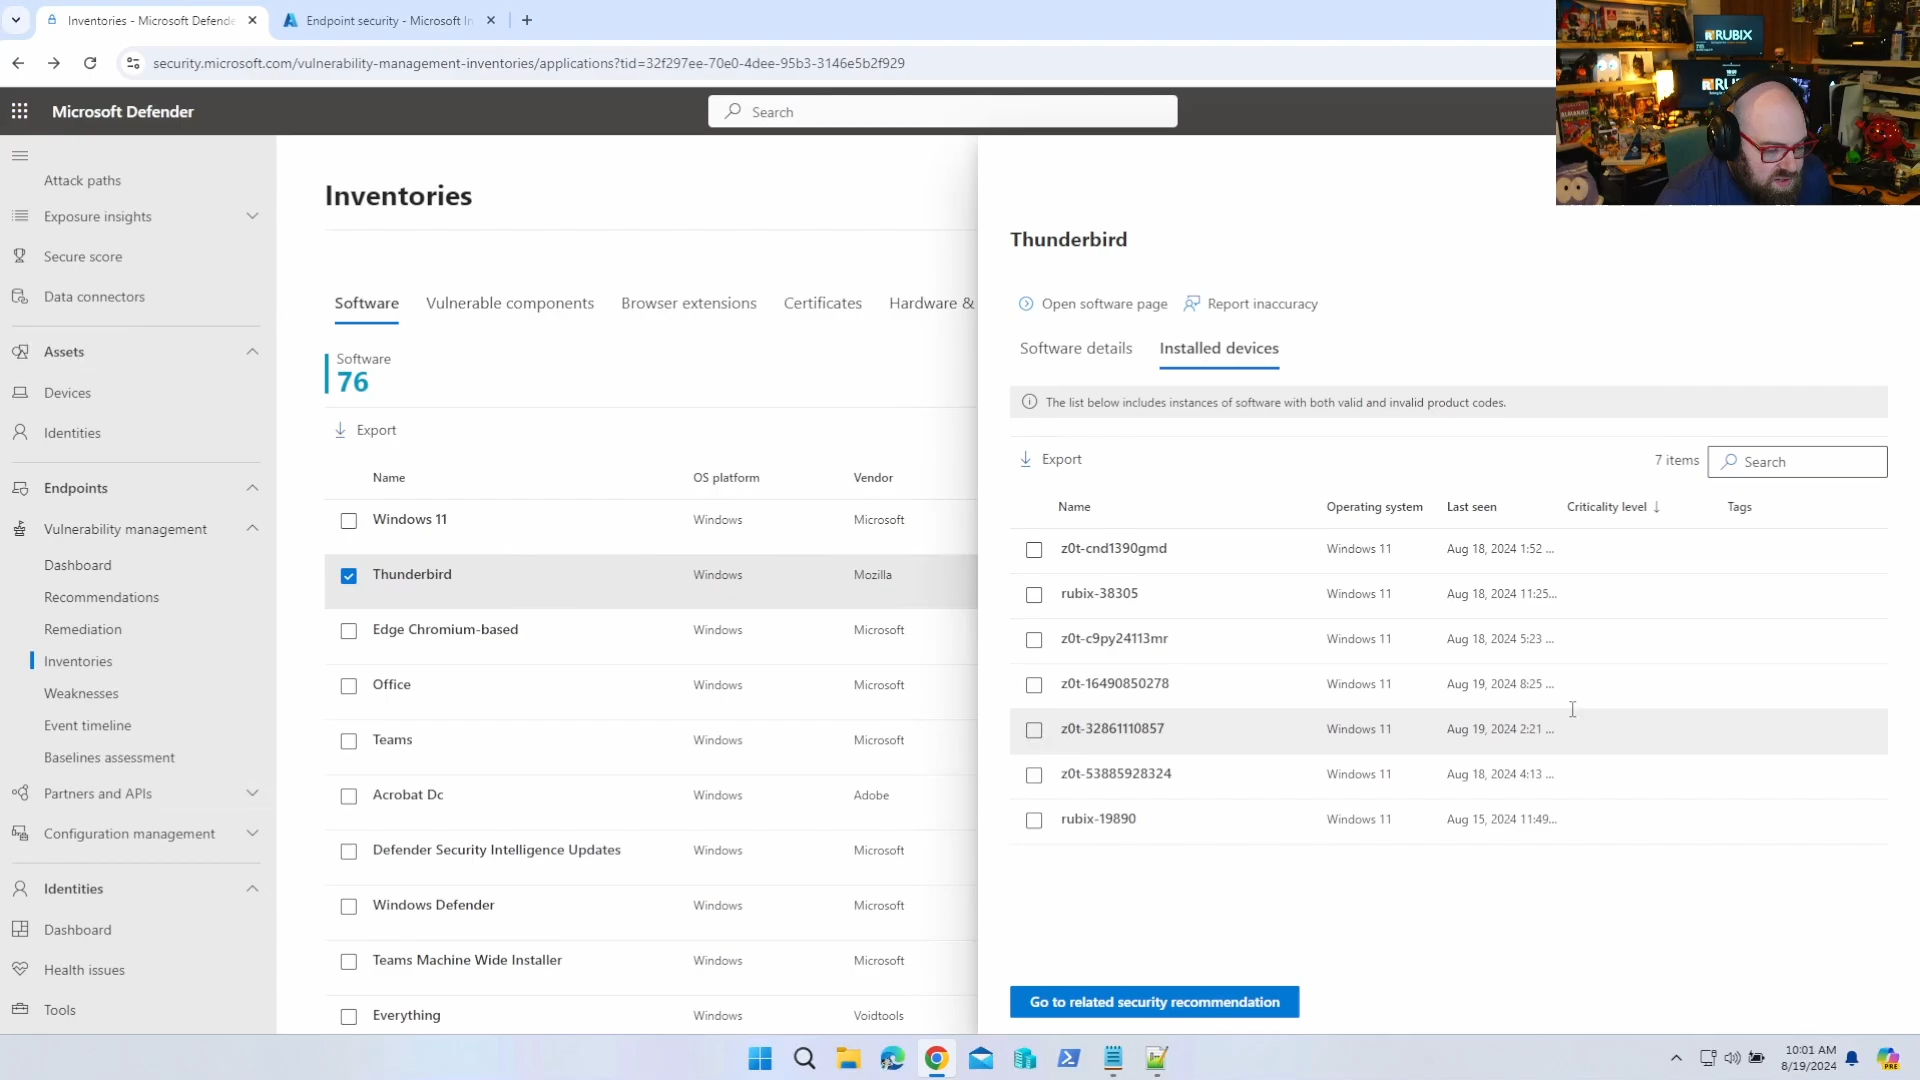 Inventories - Microsoft Defende
Endpoint security - Microsoft In
security.microsoft.com/vulnerability-management-inventories/applications?tid=32f297ee-70e0-4dee-95b3-3146e5b2f929
RUBIX
Microsoft Defender
Search
Attack paths
Exposure insights
Secure score
Data connectors
Assets
Devices
Identities
Endpoints
Vulnerability management
Dashboard
Recommendations
Remediation
Inventories
Weaknesses
Event timeline
Baselines assessment
Partners and APIs
Configuration management
Identities
Dashboard
Health issues
Tools
Inventories
Software
Vulnerable components
Browser extensions
Certificates
Hardware &
Software
76
Export
Name OS platform Vendor
Windows 11 Windows Microsoft
Thunderbird Windows Mozilla
Edge Chromium-based Windows Microsoft
Office Windows Microsoft
Teams Windows Microsoft
Acrobat Dc Windows Adobe
Defender Security Intelligence Updates Windows Microsoft
Windows Defender Windows Microsoft
Teams Machine Wide Installer Windows Microsoft
Everything Windows Voidtools
Thunderbird
Open software page
Report inaccuracy
Software details
Installed devices
The list below includes instances of software with both valid and invalid product codes.
Export
7 items
Search
Name Operating system Last seen Criticality level Tags
z0t-cnd1390gmd Windows 11 Aug 18, 2024 1:52 ...
rubix-38305 Windows 11 Aug 18, 2024 11:25...
z0t-c9py24113mr Windows 11 Aug 18, 2024 5:23 ...
z0t-16490850278 Windows 11 Aug 19, 2024 8:25 ...
z0t-32861110857 Windows 11 Aug 19, 2024 2:21 ...
z0t-53885928324 Windows 11 Aug 18, 2024 4:13 ...
rubix-19890 Windows 11 Aug 15, 2024 11:49...
Go to related security recommendation
10:01 AM
8/19/2024
PRE